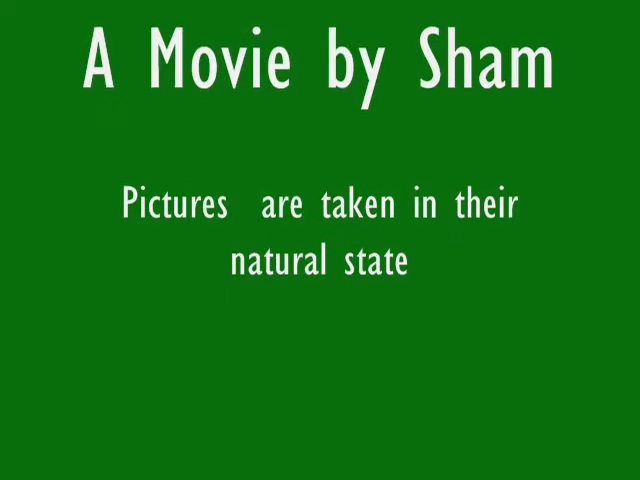 A Movie by Sham
Pictures are taken in their
natural state